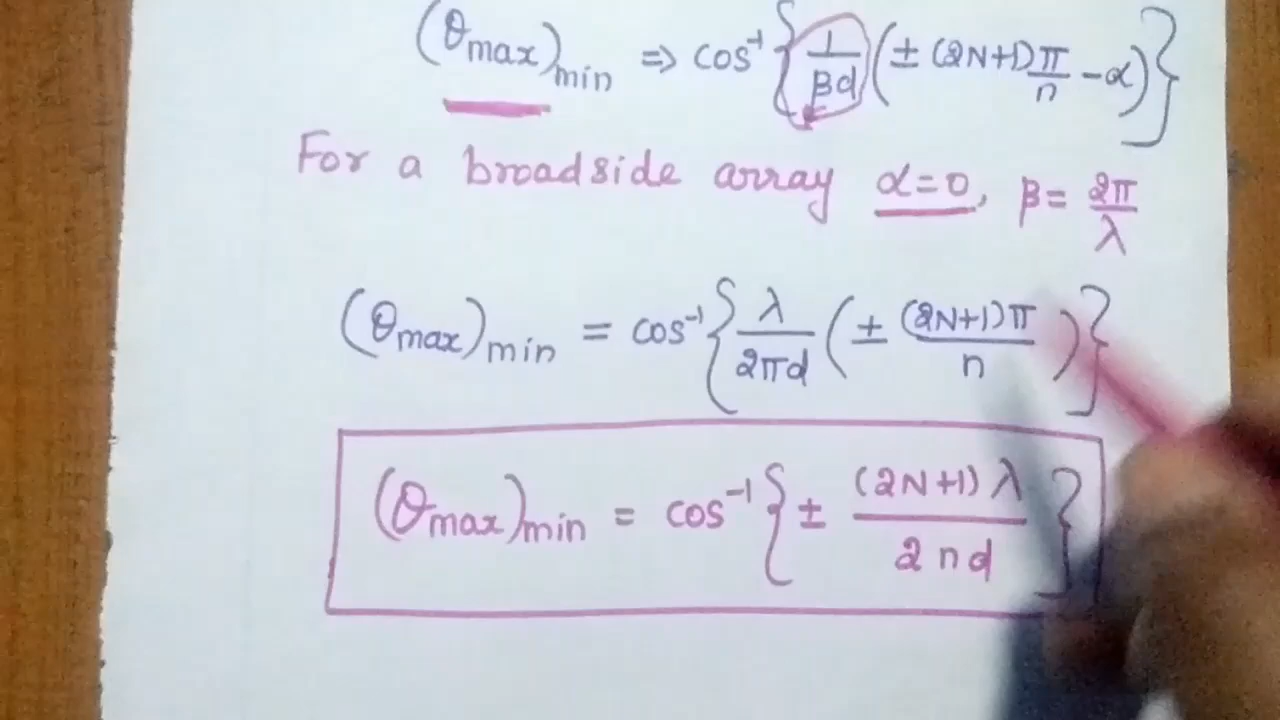 (θmax)min ⇒ cos⁻¹{1/βd (± (2N+1)π/n - α)}
For a broadside array α=0, β= 2π/λ
(θmax)min = cos⁻¹{λ/2πd (± (2N+1)π/n)}
(θmax)min = cos⁻¹{± (2N+1)λ/2nd}